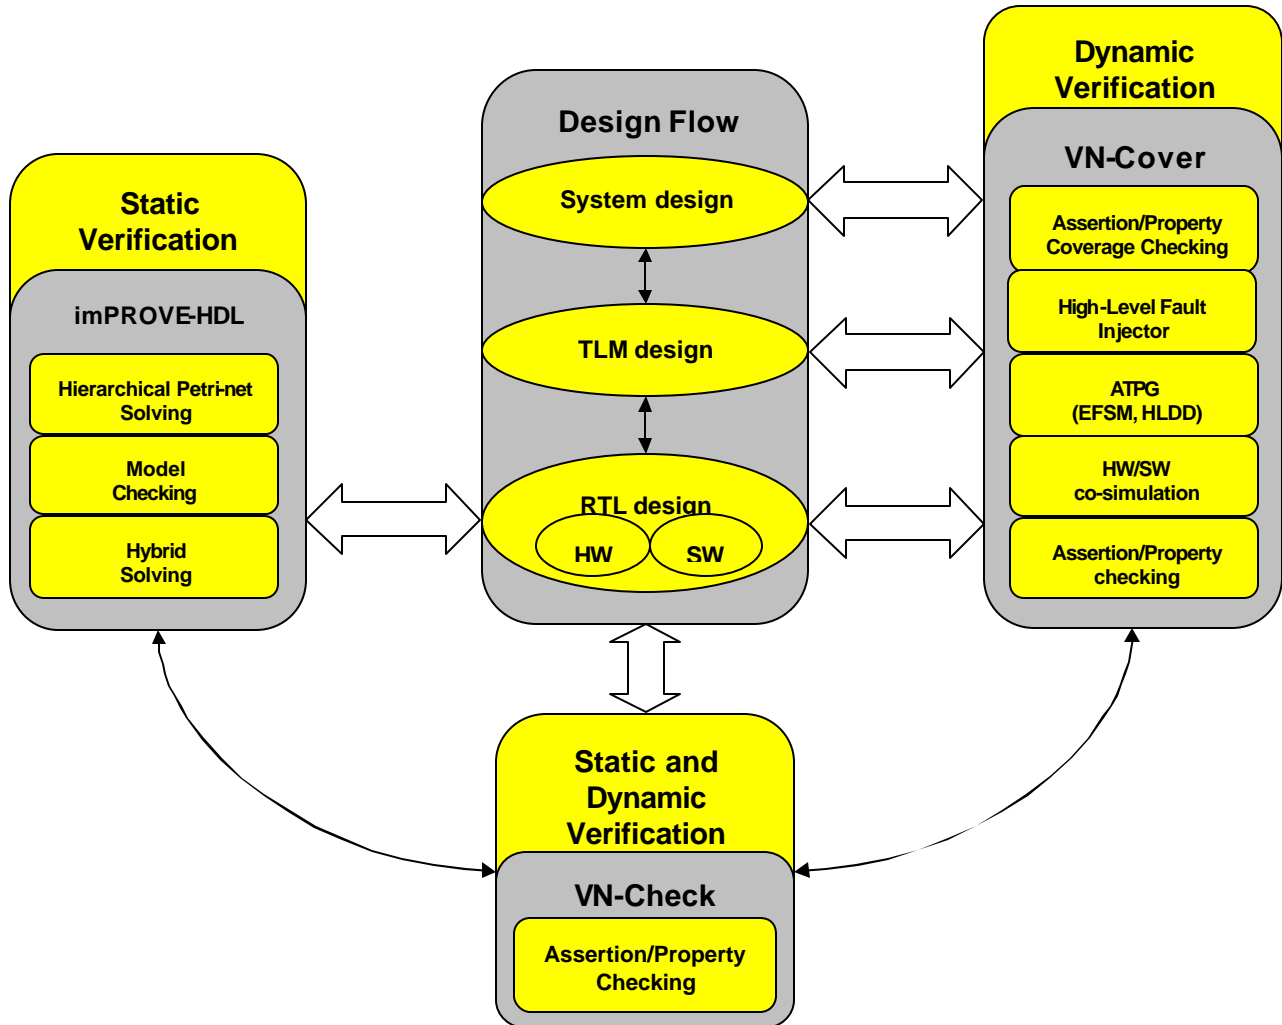 Static
Verification
imPROVE-HDL
Hierarchical Petri-net
Solving
Model
Checking
Hybrid
Solving
Design Flow
System design
TLM design
RTL design
HW
SW
Dynamic
Verification
VN-Cover
Assertion/Property
Coverage Checking
High-Level Fault
Injector
ATPG
(EFSM, HLDD)
HW/SW
co-simulation
Assertion/Property
checking
Static and
Dynamic
Verification
VN-Check
Assertion/Property
Checking